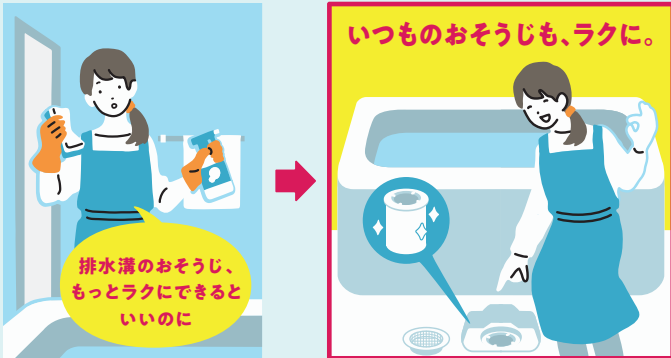 排水溝のおそうじ、
もっとラクにできると
いいのに
いつものおそうじも、ラクに。